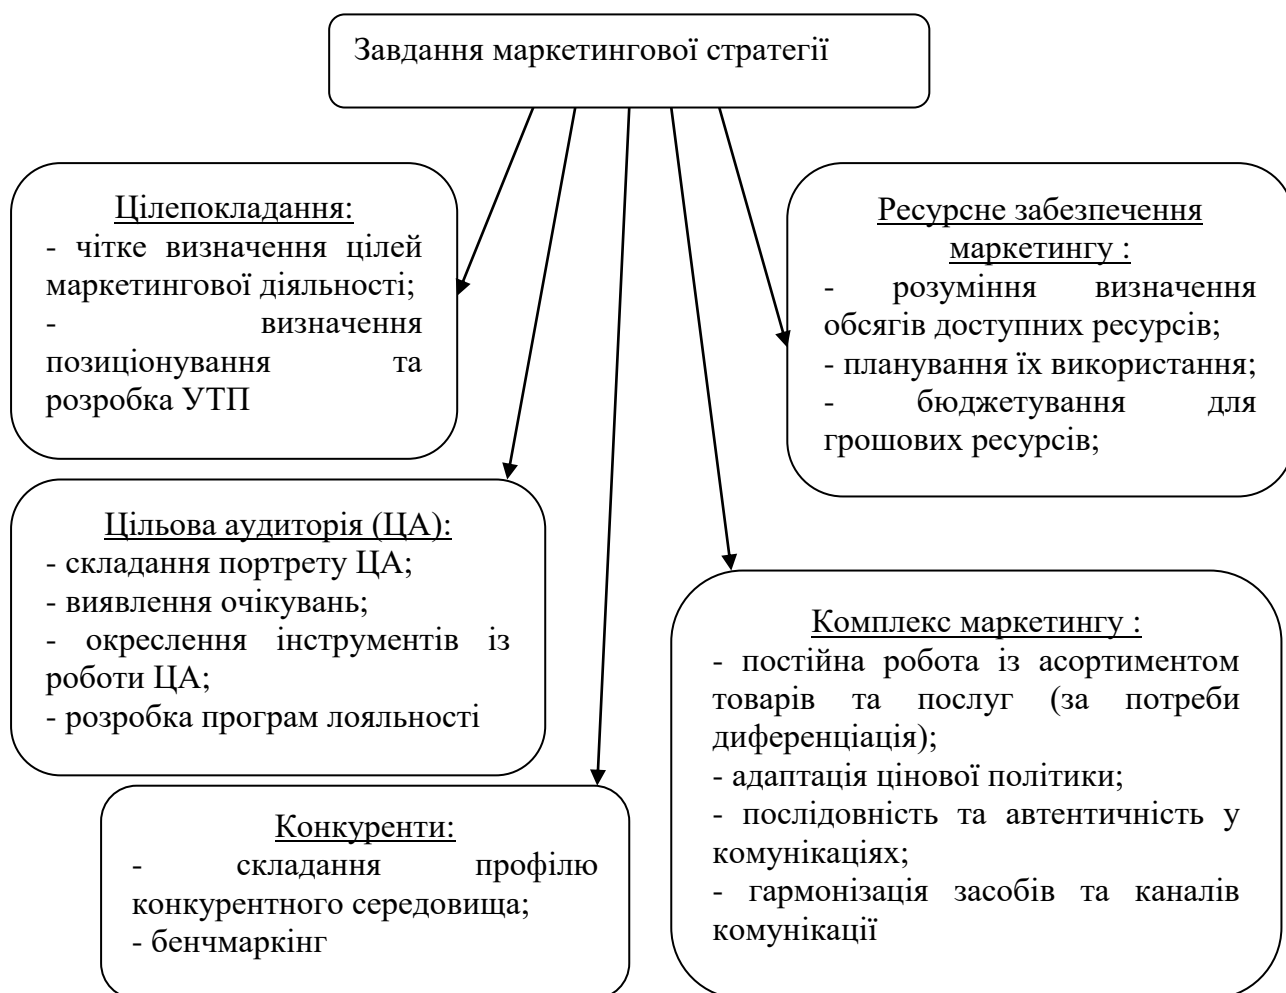 Завдання маркетингової стратегії
Цілепокладання:
- чітке визначення цілей
маркетингової діяльності;
- визначення
позиціонування та
розробка УТП
Ресурсне забезпечення
маркетингу :
- розуміння визначення
обсягів доступних ресурсів;
- планування їх використання;
- бюджетування для
грошових ресурсів;
Цільова аудиторія (ЦА):
- складання портрету ЦА;
- виявлення очікувань;
- окреслення інструментів із
роботи ЦА;
- розробка програм лояльності
Комплекс маркетингу :
- постійна робота із асортиментом
товарів та послуг (за потреби
диференціація);
- адаптація цінової політики;
- послідовність та автентичність у
комунікаціях;
- гармонізація засобів та каналів
комунікації
Конкуренти:
- складання профілю
конкурентного середовища;
- бенчмаркінг